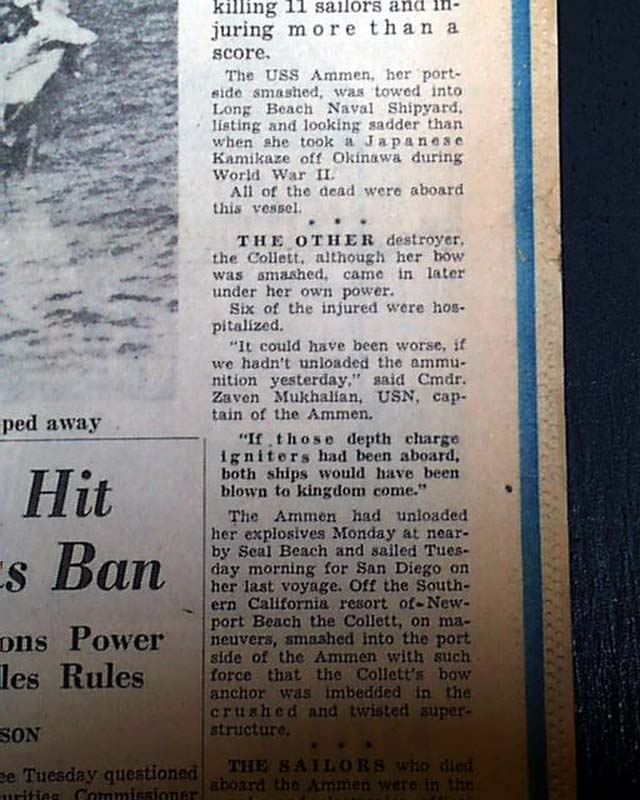 killing 11 sailors and in-
juring more than a
score.
The USS Ammen, her port-
side smashed, was towed into
Long Beach Naval Shipyard,
listing and looking sadder than
when she took a Japanese
Kamikaze off Okinawa during
World War II.
All of the dead were aboard
this vessel.
* * *
THE OTHER destroyer,
the Collett, although her bow
was smashed, came in later
under her own power.
Six of the injured were hos-
pitalized.
"It could have been worse, if
we hadn't unloaded the ammu-
nition yesterday," said Cmdr.
Zaven Mukhalian, USN, cap-
tain of the Ammen.
"If those depth charge
igniters had been aboard,
both ships would have been
blown to kingdom come."
The Ammen had unloaded
her explosives Monday at near-
by Seal Beach and sailed Tues-
day morning for San Diego on
her last voyage. Off the South-
ern California resort of New-
port Beach the Collett, on ma-
neuvers, smashed into the port
side of the Ammen with such
force that the Collett's bow
anchor was imbedded in the
crushed and twisted super-
structure.
* * *
THE SAILORS who died
aboard the Ammen were in the
pped away
Hit
s Ban
ons Power
les Rules
SON
ee Tuesday questioned
urities Commissioner